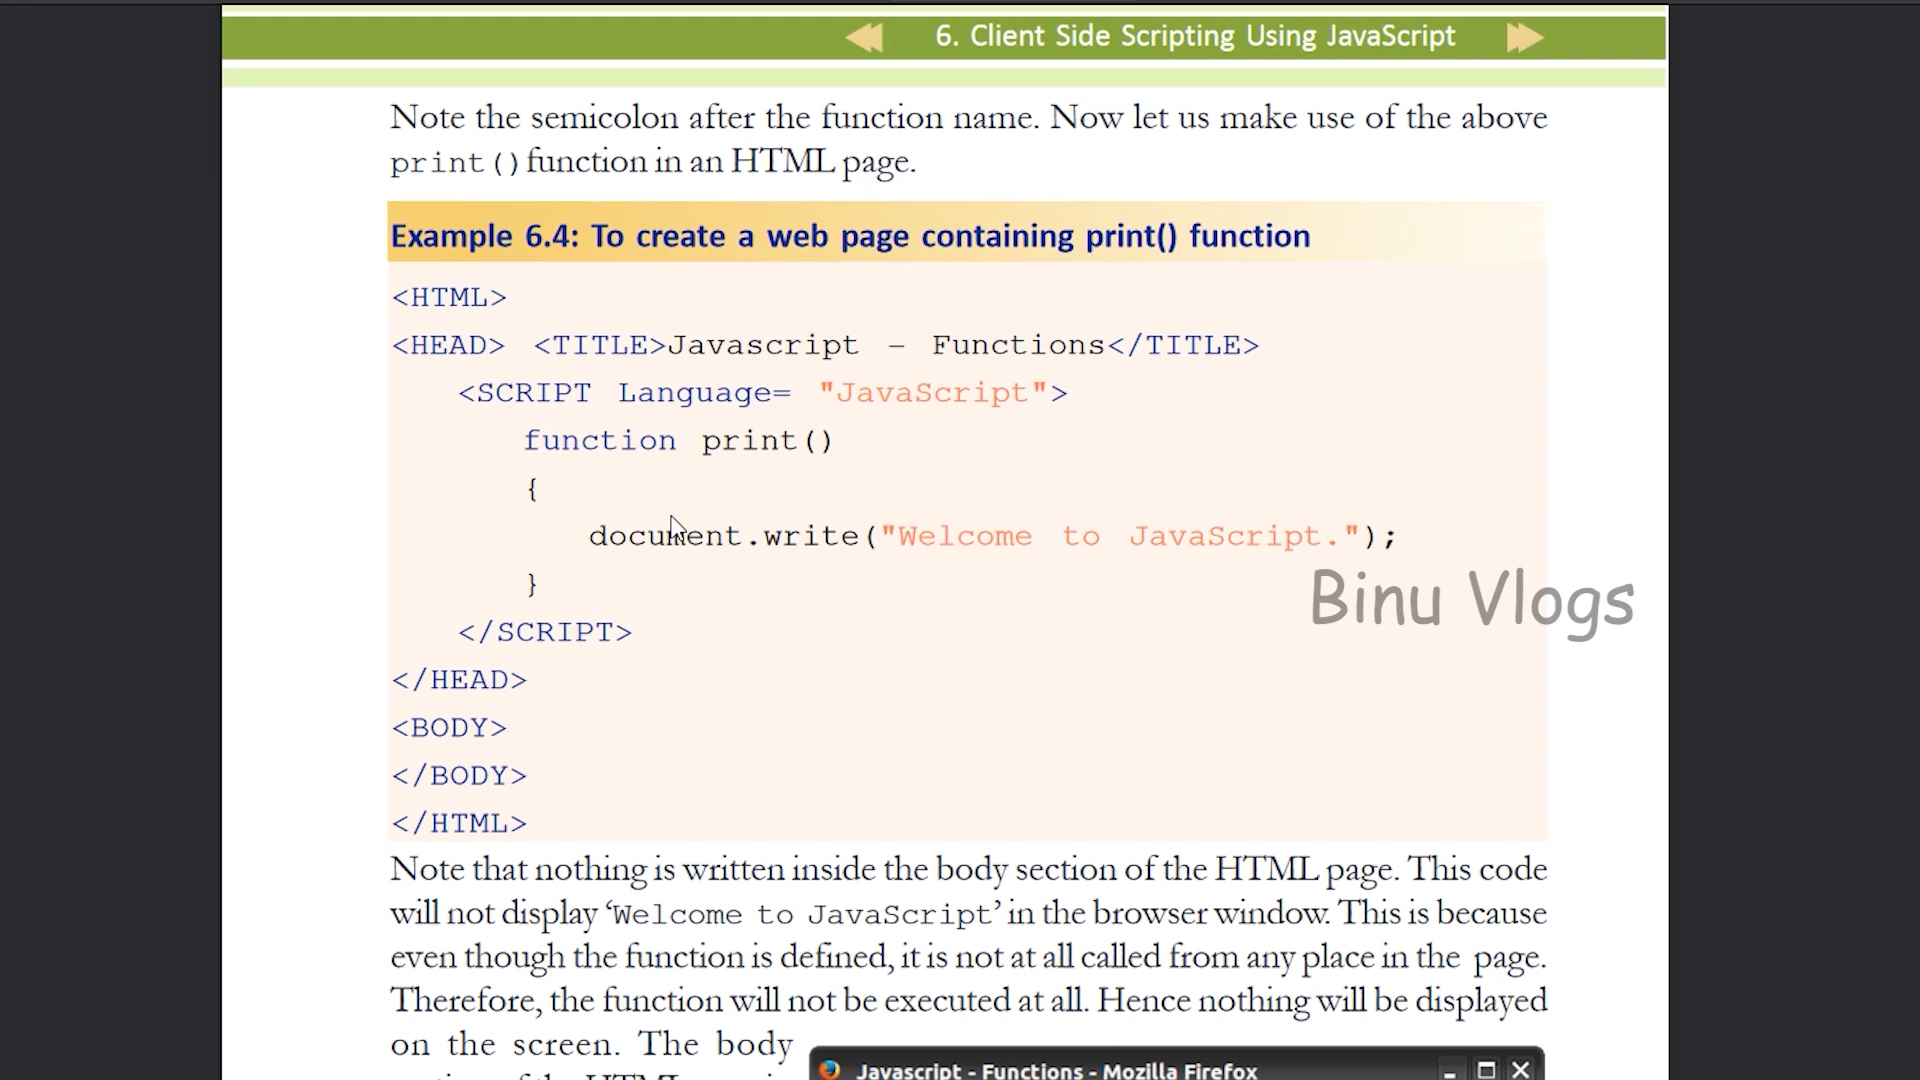 6. Client Side Scripting Using JavaScript
Note the semicolon after the function name. Now let us make use of the above
print() function in an HTML page.
Example 6.4: To create a web page containing print() function
<HTML>
<HEAD> <TITLE>Javascript – Functions</TITLE>
<SCRIPT Language= "JavaScript">
function print()
{
document.write("Welcome to JavaScript.");
}
Binu Vlogs
</SCRIPT>
</HEAD>
<BODY>
</BODY>
</HTML>
Note that nothing is written inside the body section of the HTML page. This code
will not display ‘Welcome to JavaScript’ in the browser window. This is because
even though the function is defined, it is not at all called from any place in the page.
Therefore, the function will not be executed at all. Hence nothing will be displayed
on the screen. The body
Javascript - Functions - Mozilla Firefox